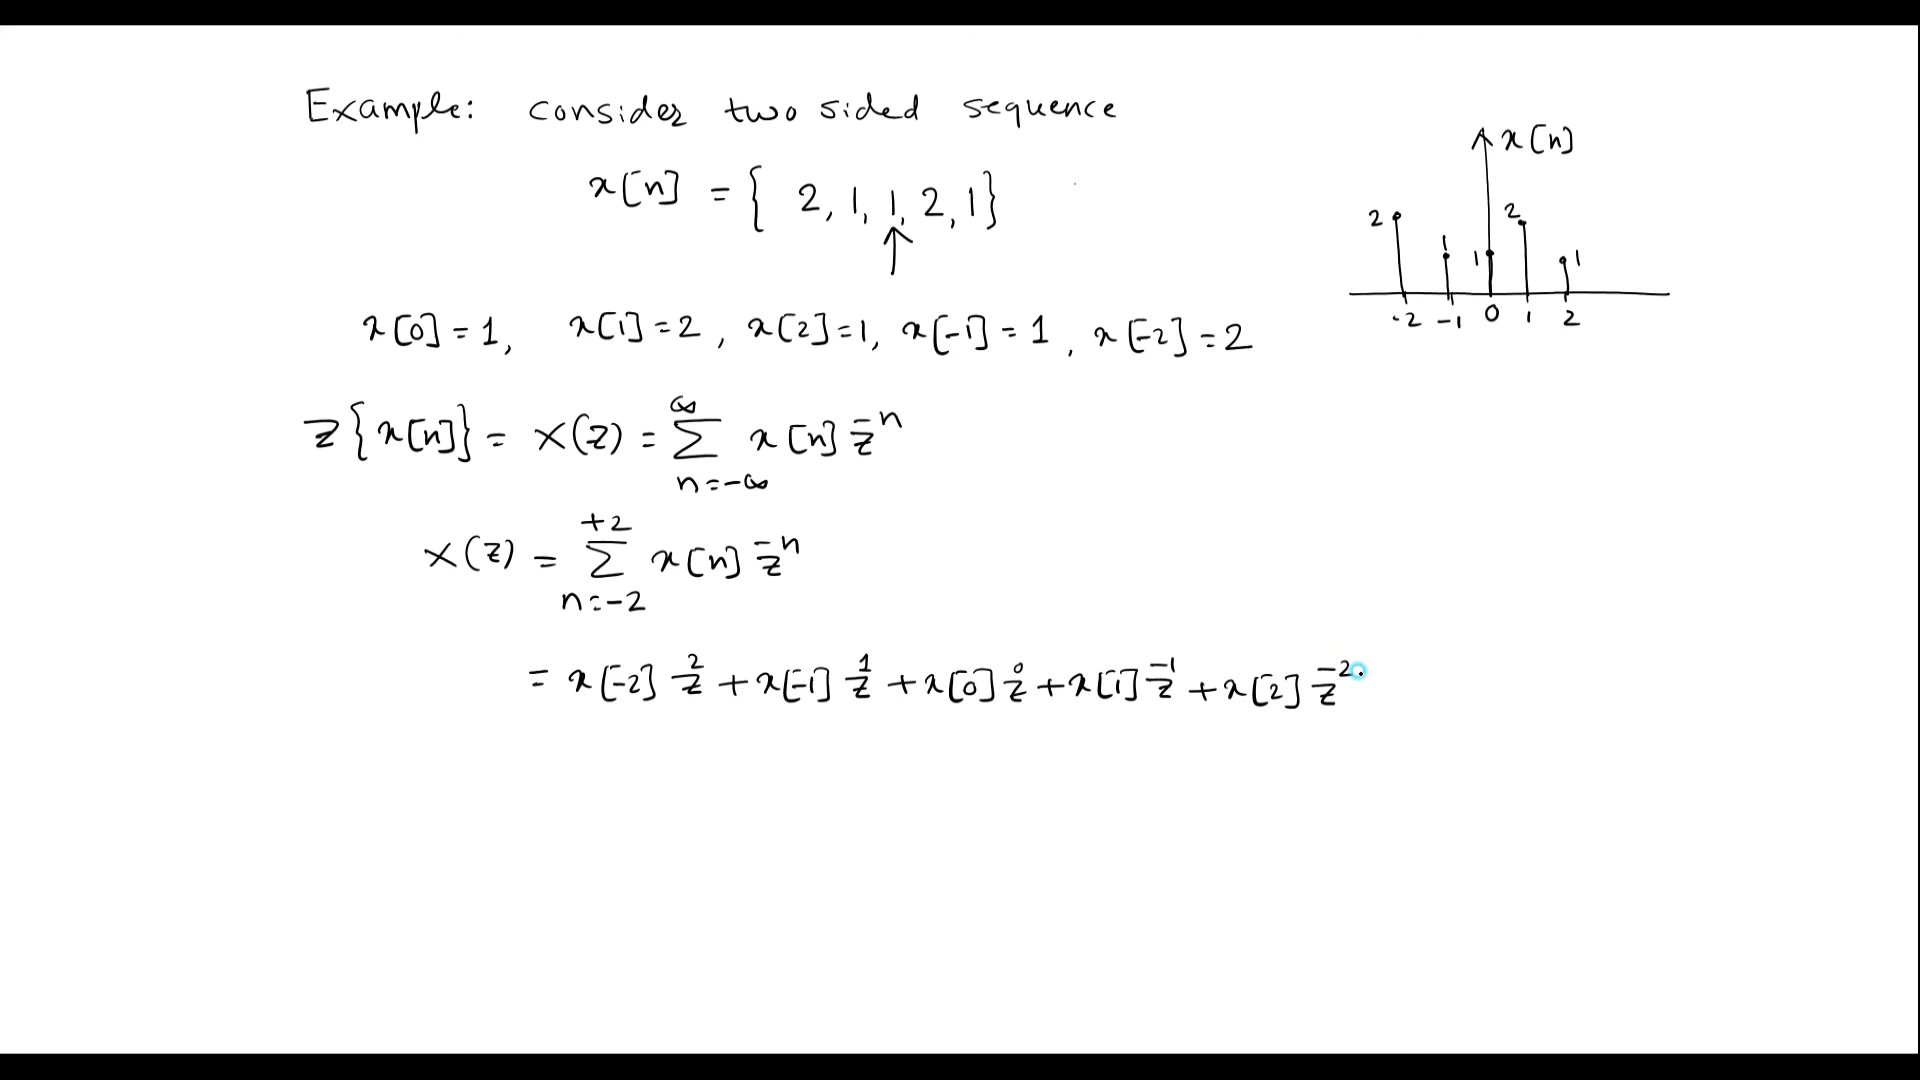 Example: consider two sided sequence
x[n] = { 2, 1, 1, 2, 1}
↑
x[0] = 1, x[1] = 2, x[2] = 1, x[-1] = 1, x[-2] = 2
Z{x[n]} = X(Z) = ∑_{n=-∞}^{∞} x[n] z^{-n}
X(Z) = ∑_{n=-2}^{+2} x[n] z^{-n}
= x[-2] z^{2} + x[-1] z^{1} + x[0] z^{0} + x[1] z^{-1} + x[2] z^{-2}
x[n]
2 1 1 2 1
-2 -1 0 1 2